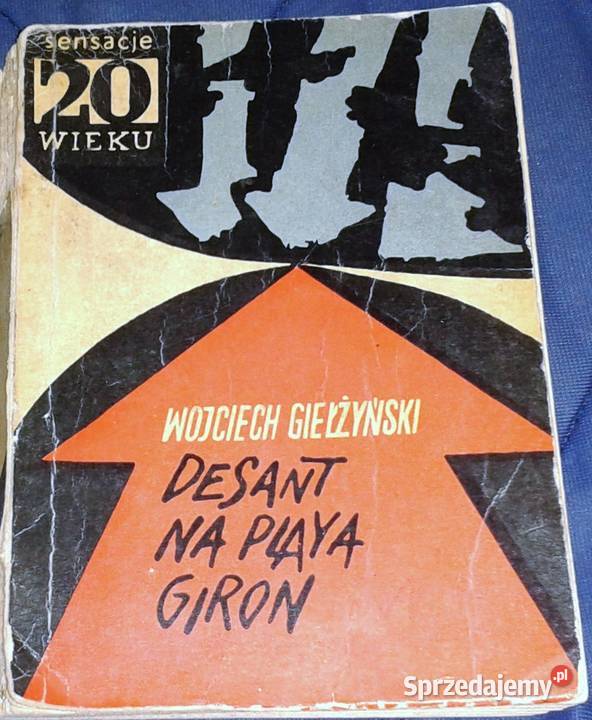 sensacje
20
WIEKU
WOJCIECH GIEŁŻYŃSKI
DESANT
NA PLAYA
GIRON
Sprzedajemy.pl